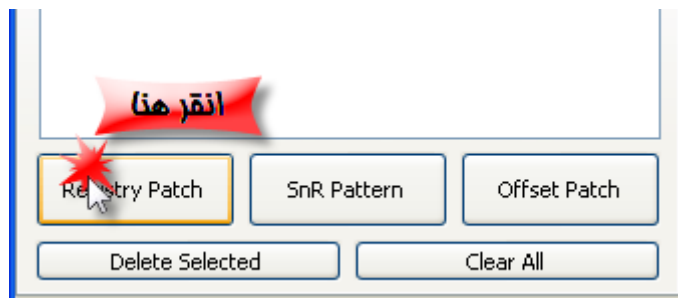 انقر هنا
Registry Patch SnR Pattern Offset Patch
Delete Selected Clear All